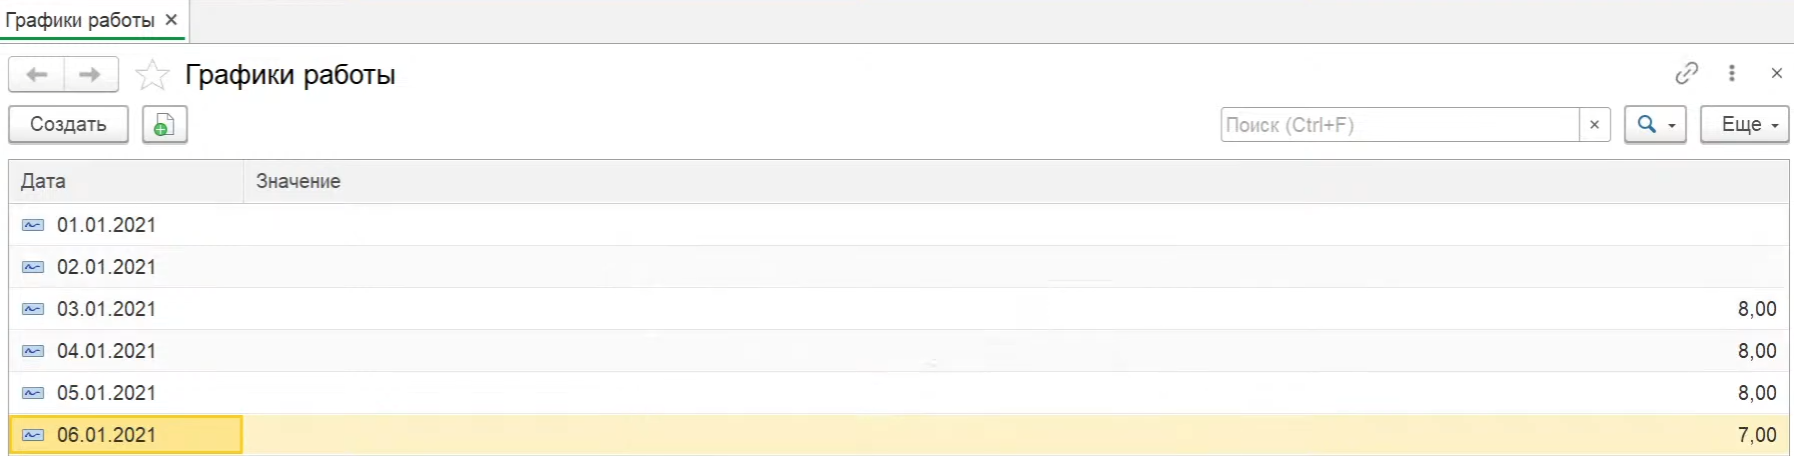 Графики работы
Графики работы
Создать
Поиск (Ctrl+F)
Еще
Дата Значение
01.01.2021
02.01.2021
03.01.2021 8,00
04.01.2021 8,00
05.01.2021 8,00
06.01.2021 7,00